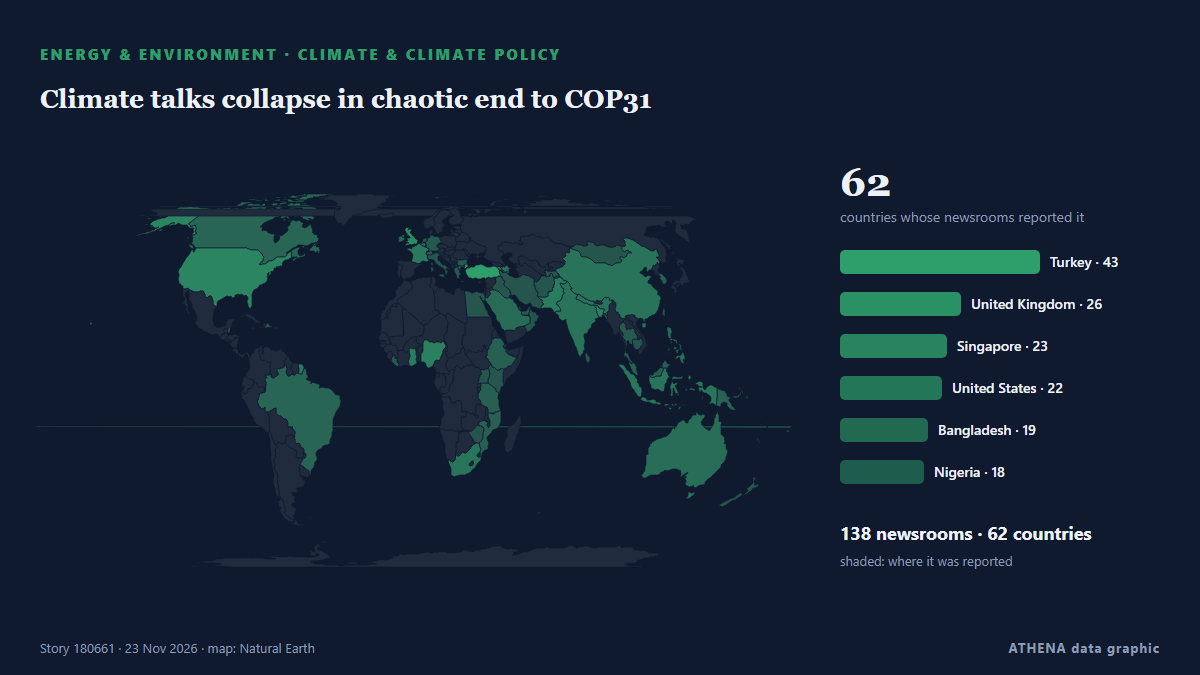 ENERGY & ENVIRONMENT · CLIMATE & CLIMATE POLICY
Climate talks collapse in chaotic end to COP31
62
countries whose newsrooms reported it
Turkey · 43
United Kingdom · 26
Singapore · 23
United States · 22
Bangladesh · 19
Nigeria · 18
138 newsrooms · 62 countries
shaded: where it was reported
Story 180661 · 23 Nov 2026 · map: Natural Earth
ATHENA data graphic